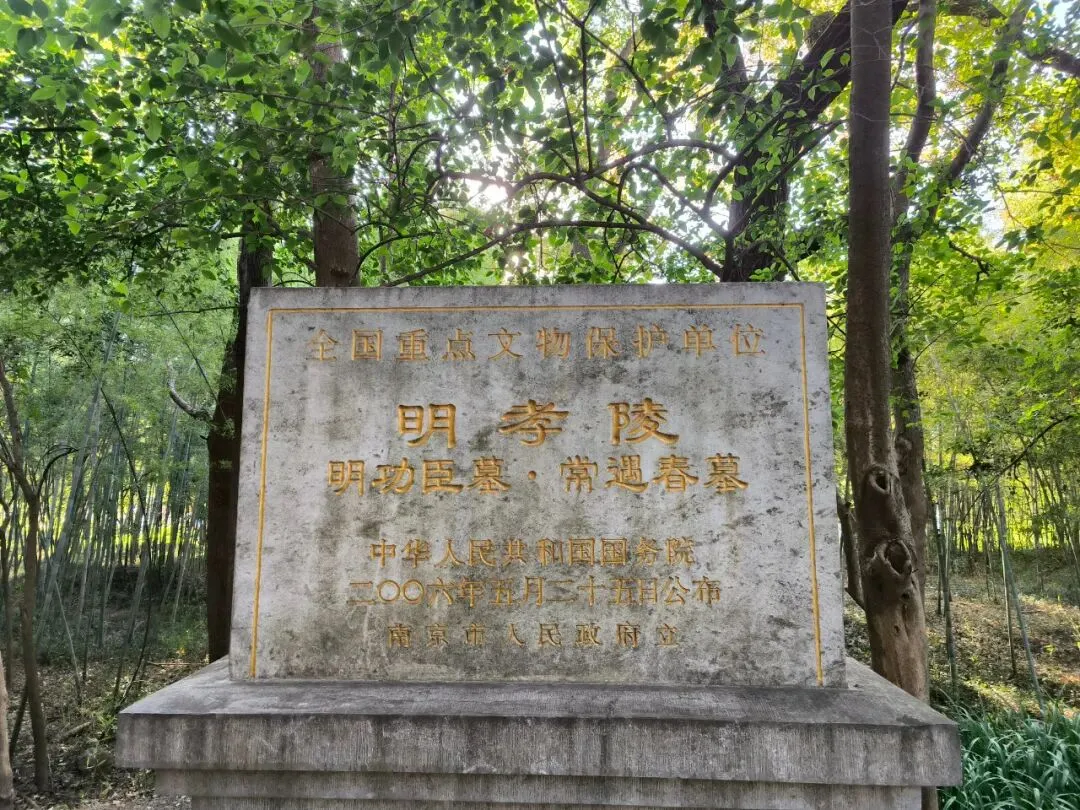 全国重点文物保护单位
明孝陵
明功臣墓·常遇春墓
中华人民共和国国务院
二〇〇六年五月二十五日公布
南京市人民政府立